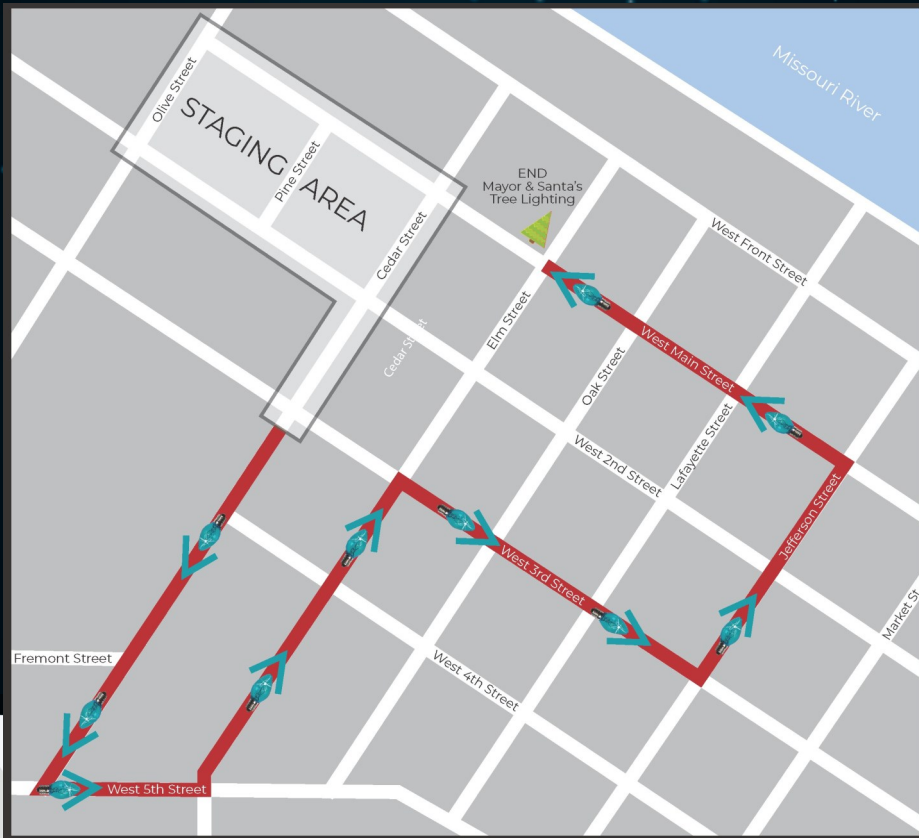 Missouri River
Olive Street
STAGING AREA
Pine Street
Cedar Street
END
Mayor & Santa's
Tree Lighting
West Front Street
Elm Street
Cedar Street
West Main Street
Oak Street
Lafayette Street
West 2nd Street
Jefferson Street
West 3rd Street
Market St
Fremont Street
West 4th Street
West 5th Street